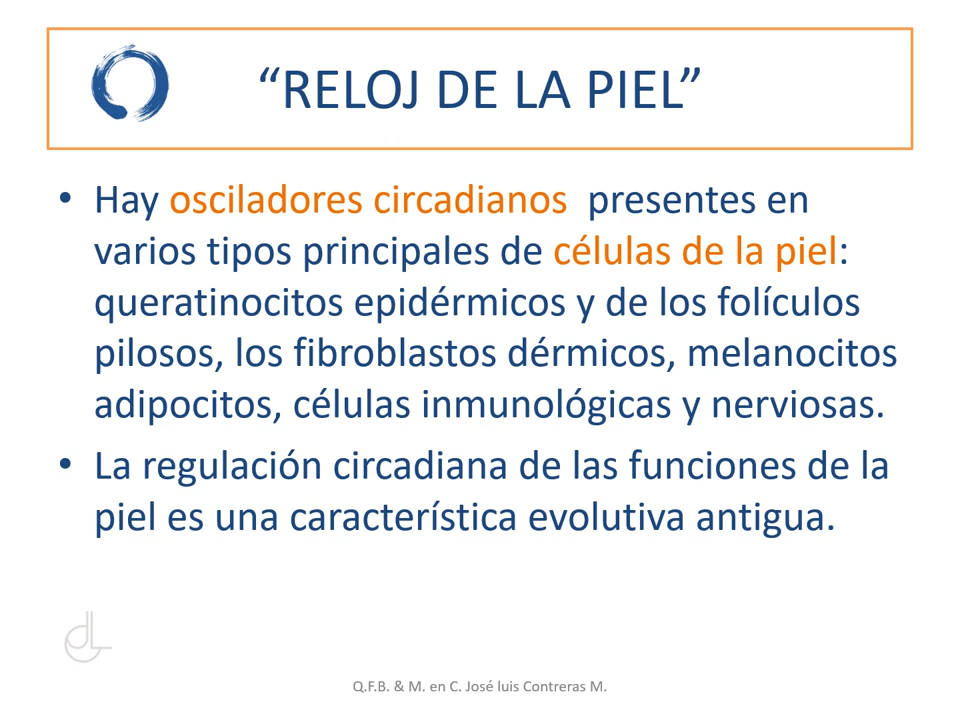 “RELOJ DE LA PIEL”
• Hay osciladores circadianos presentes en
varios tipos principales de células de la piel:
queratinocitos epidérmicos y de los folículos
pilosos, los fibroblastos dérmicos, melanocitos
adipocitos, células inmunológicas y nerviosas.
• La regulación circadiana de las funciones de la
piel es una característica evolutiva antigua.
Q.F.B. & M. en C. José luis Contreras M.